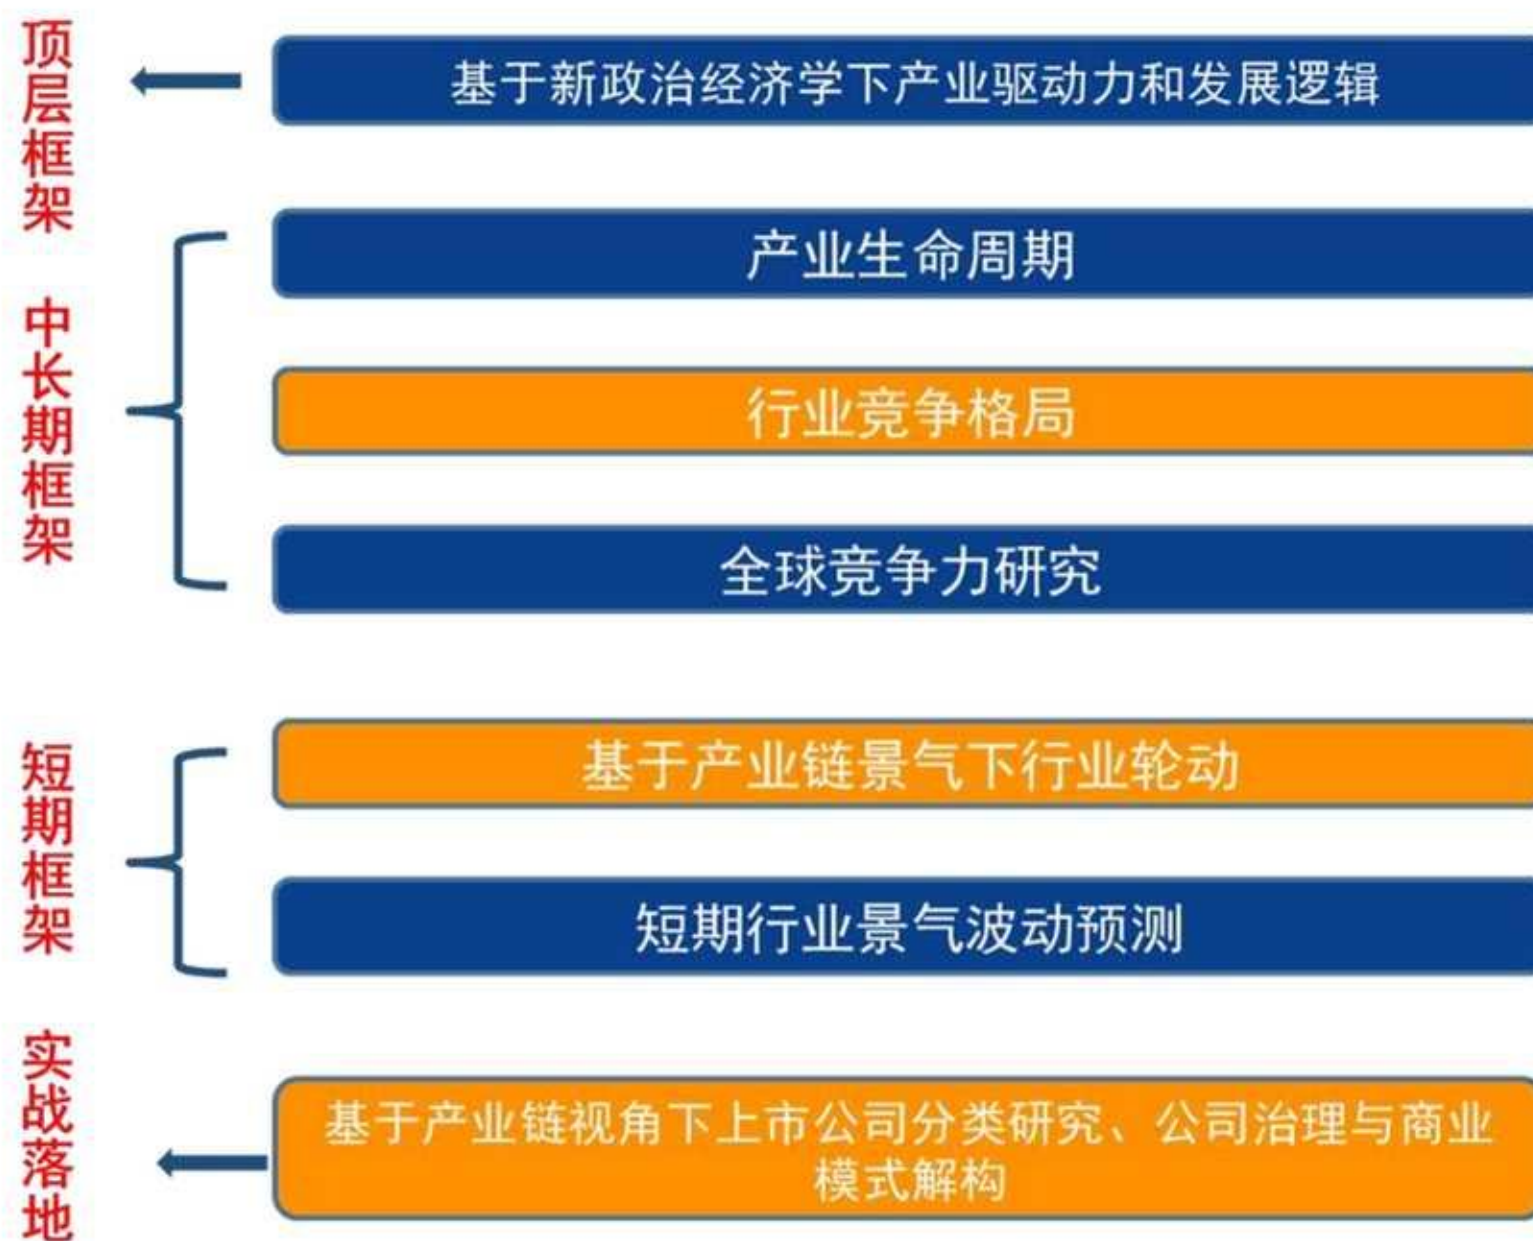 顶层框架
基于新政治经济学下产业驱动力和发展逻辑
中长期框架
产业生命周期
行业竞争格局
全球竞争力研究
短期框架
基于产业链景气下行业轮动
短期行业景气波动预测
实战落地
基于产业链视角下上市公司分类研究、公司治理与商业
模式解构